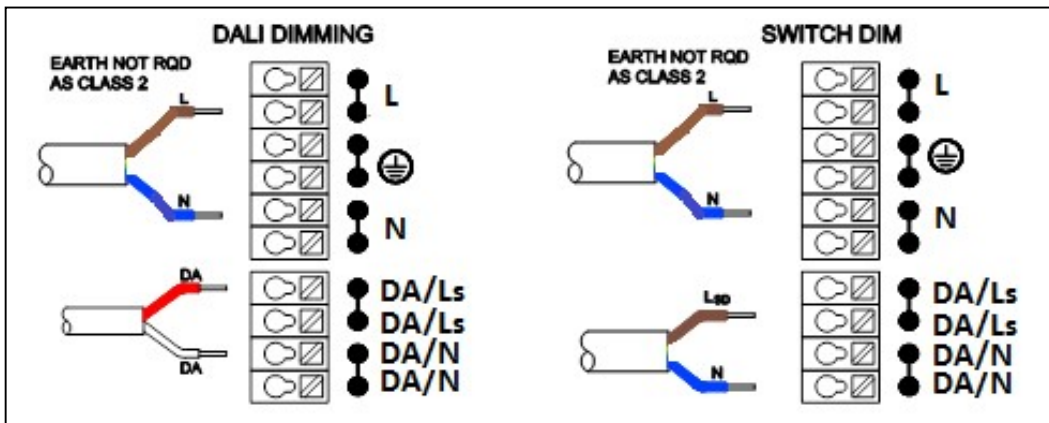 DALI DIMMING
EARTH NOT RQD
AS CLASS 2
L
N
L
N
DA
DA
DA/Ls
DA/Ls
DA/N
DA/N
SWITCH DIM
EARTH NOT RQD
AS CLASS 2
L
N
L
N
LSD
N
DA/Ls
DA/Ls
DA/N
DA/N